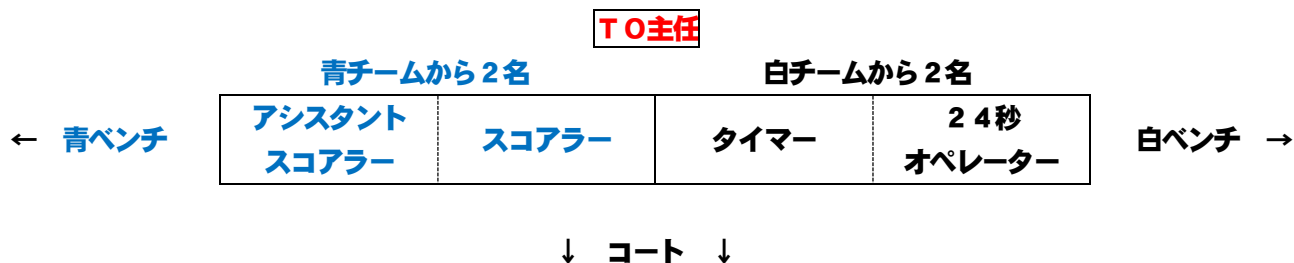 ＴＯ主任
青チームから２名
白チームから２名
← 青ベンチ
アシスタント
スコアラー
スコアラー
タイマー
２４秒
オペレーター
白ベンチ →
↓ コート ↓